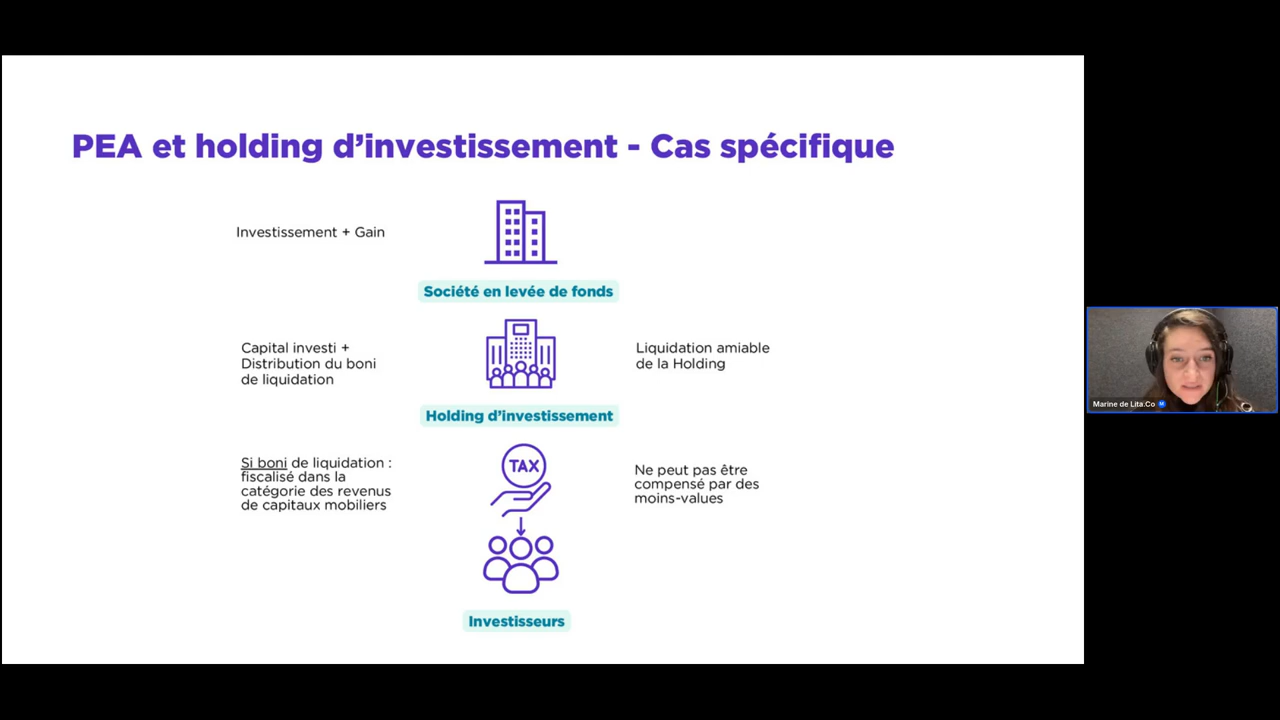 PEA et holding d'investissement - Cas spécifique
Investissement + Gain
Société en levée de fonds
Capital investi +
Distribution du boni
de liquidation
Liquidation amiable
de la Holding
Holding d'investissement
Si boni de liquidation :
fiscalisé dans la
catégorie des revenus
de capitaux mobiliers
TAX
Ne peut pas être
compensé par des
moins-values
Investisseurs
Marine de Lita.Co